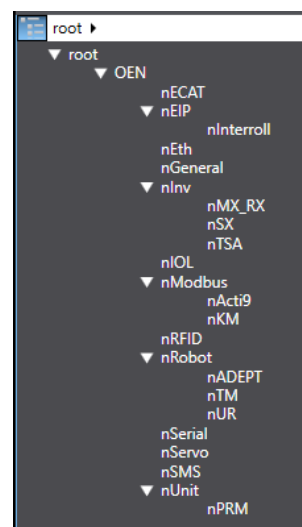 root
root
OEN
nECAT
nEIP
nInterroll
nEth
nGeneral
nInv
nMX_RX
nSX
nTSA
nIOL
nModbus
nActi9
nKM
nRFID
nRobot
nADEPT
nTM
nUR
nSerial
nServo
nSMS
nUnit
nPRM